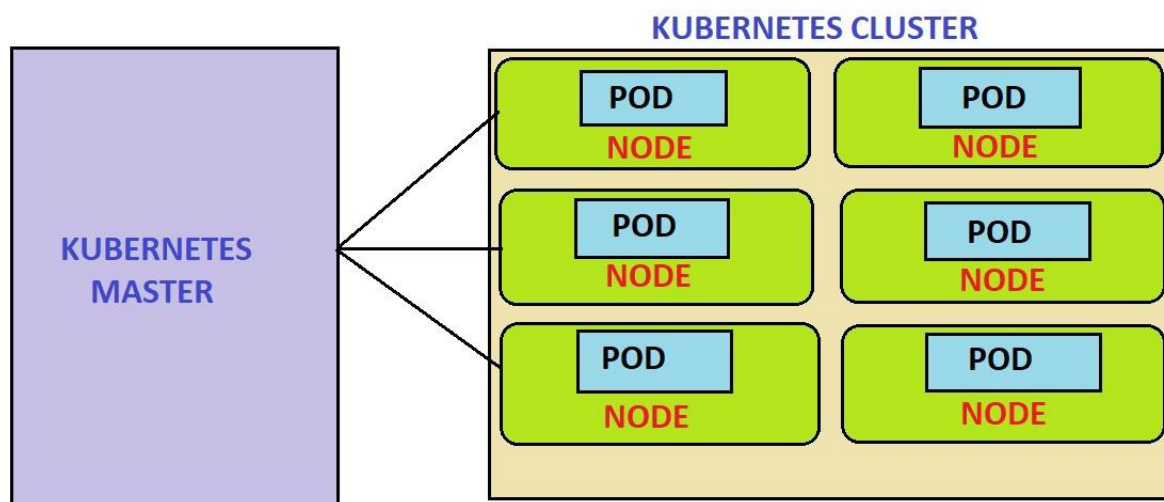 KUBERNETES CLUSTER
KUBERNETES
MASTER
POD
NODE
POD
NODE
POD
NODE
POD
NODE
POD
NODE
POD
NODE